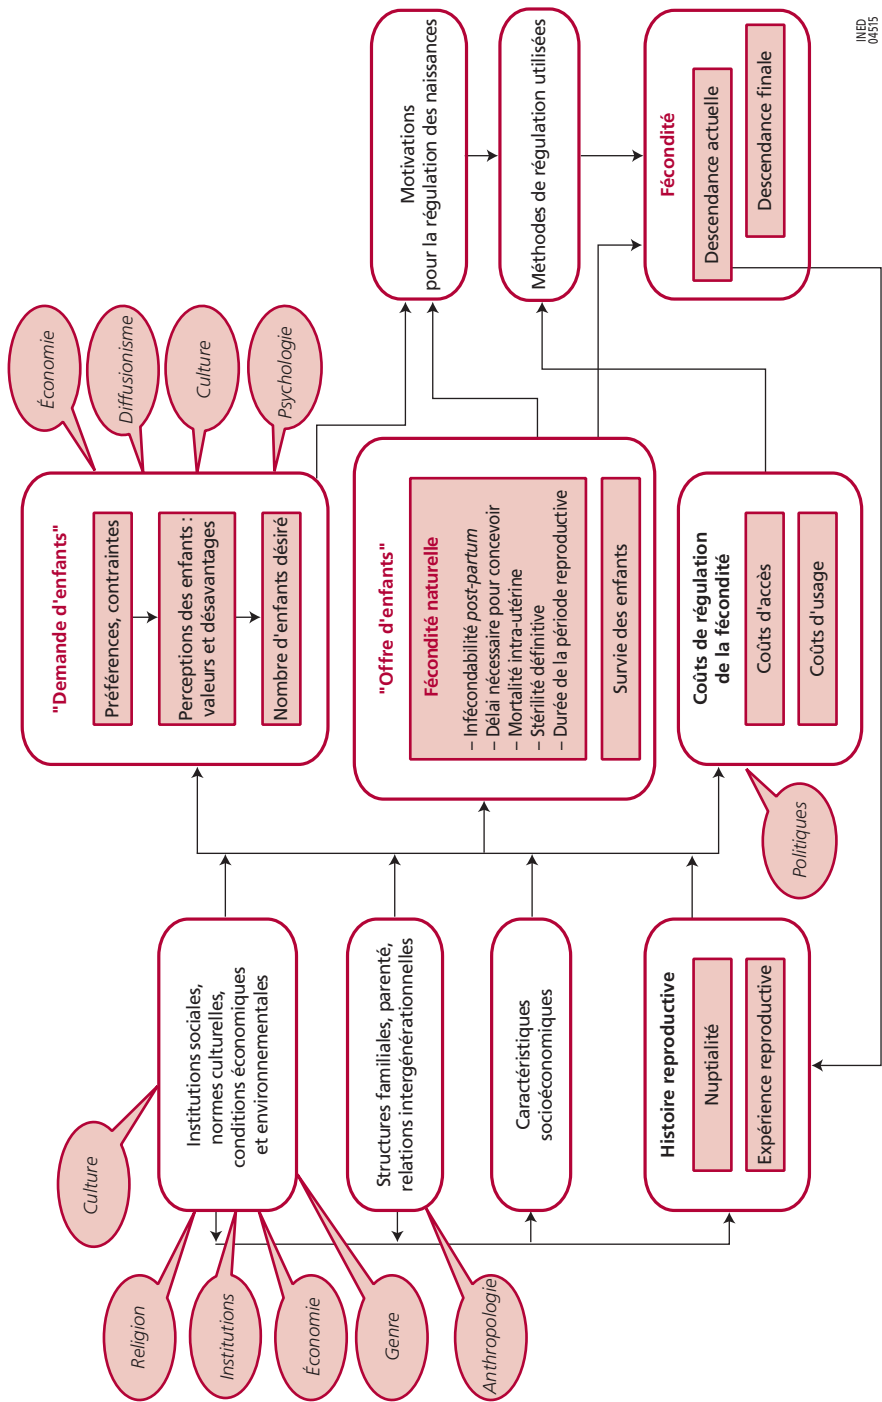 Religion
Institutions
Économie
Genre
Anthropologie
Culture
Institutions sociales,
normes culturelles,
conditions économiques
et environnementales
Structures familiales, parenté,
relations intergénérationnelles
Caractéristiques
socioéconomiques
Histoire reproductive
Nuptialité
Expérience reproductive
"Demande d'enfants"
Préférences, contraintes
Perceptions des enfants :
valeurs et désavantages
Nombre d'enfants désiré
Économie
Diffusionisme
Culture
Psychologie
"Offre d'enfants"
Fécondité naturelle
– Infécondabilité post-partum
– Délai nécessaire pour concevoir
– Mortalité intra-utérine
– Stérilité définitive
– Durée de la période reproductive
Survie des enfants
Politiques
Coûts de régulation
de la fécondité
Coûts d'accès
Coûts d'usage
Motivations
pour la régulation des naissances
Méthodes de régulation utilisées
Fécondité
Descendance actuelle
Descendance finale
INED
04515